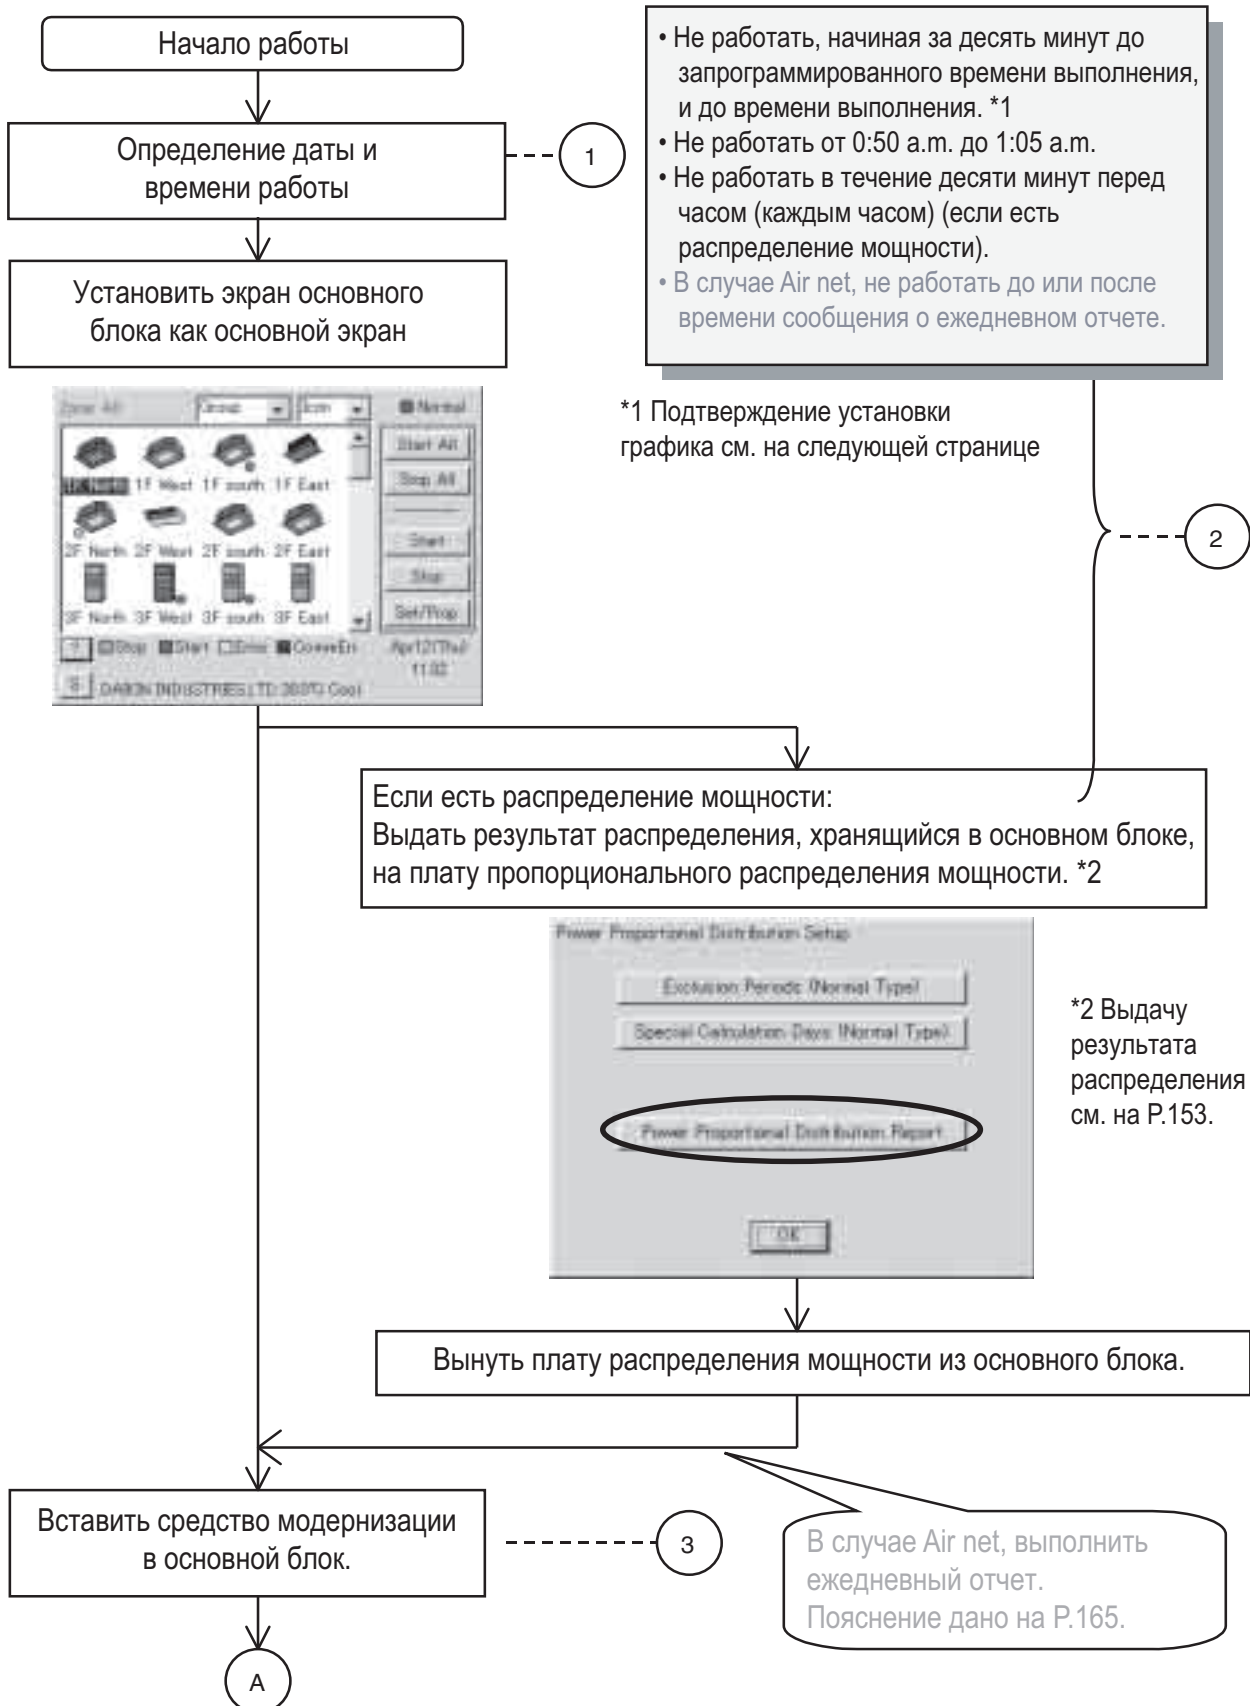 Начало работы
Определение даты и
времени работы
1
• Не работать, начиная за десять минут до
запрограммированного времени выполнения,
и до времени выполнения. *1
• Не работать от 0:50 a.m. до 1:05 a.m.
• Не работать в течение десяти минут перед
часом (каждым часом) (если есть
распределение мощности).
• В случае Air net, не работать до или после
времени сообщения о ежедневном отчете.
Установить экран основного
блока как основной экран
*1 Подтверждение установки
графика см. на следующей странице
2
Group Icon Normal
Start All
1F West 1F south 1F East
Stop All
2F North 2F West 2F south 2F East
Start
Stop
3F North 3F West 3F south 3F East
Set/Prop
Stop Start Error
11:02
Cool
Если есть распределение мощности:
Выдать результат распределения, хранящийся в основном блоке,
на плату пропорционального распределения мощности. *2
Power Proportional Distribution Setup
Exclusion Periods (Normal Type)
Special Calculation Days (Normal Type)
Power Proportional Distribution Report
OK
*2 Выдачу
результата
распределения
см. на P.153.
Вынуть плату распределения мощности из основного блока.
Вставить средство модернизации
в основной блок.
3
В случае Air net, выполнить
ежедневный отчет.
Пояснение дано на P.165.
A